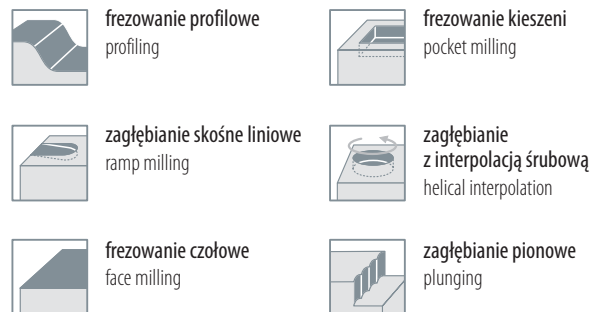 frezowanie profilowe
profiling
frezowanie kieszeni
pocket milling
zagłębianie skośne liniowe
ramp milling
zagłębianie
z interpolacją śrubową
helical interpolation
frezowanie czołowe
face milling
zagłębianie pionowe
plunging